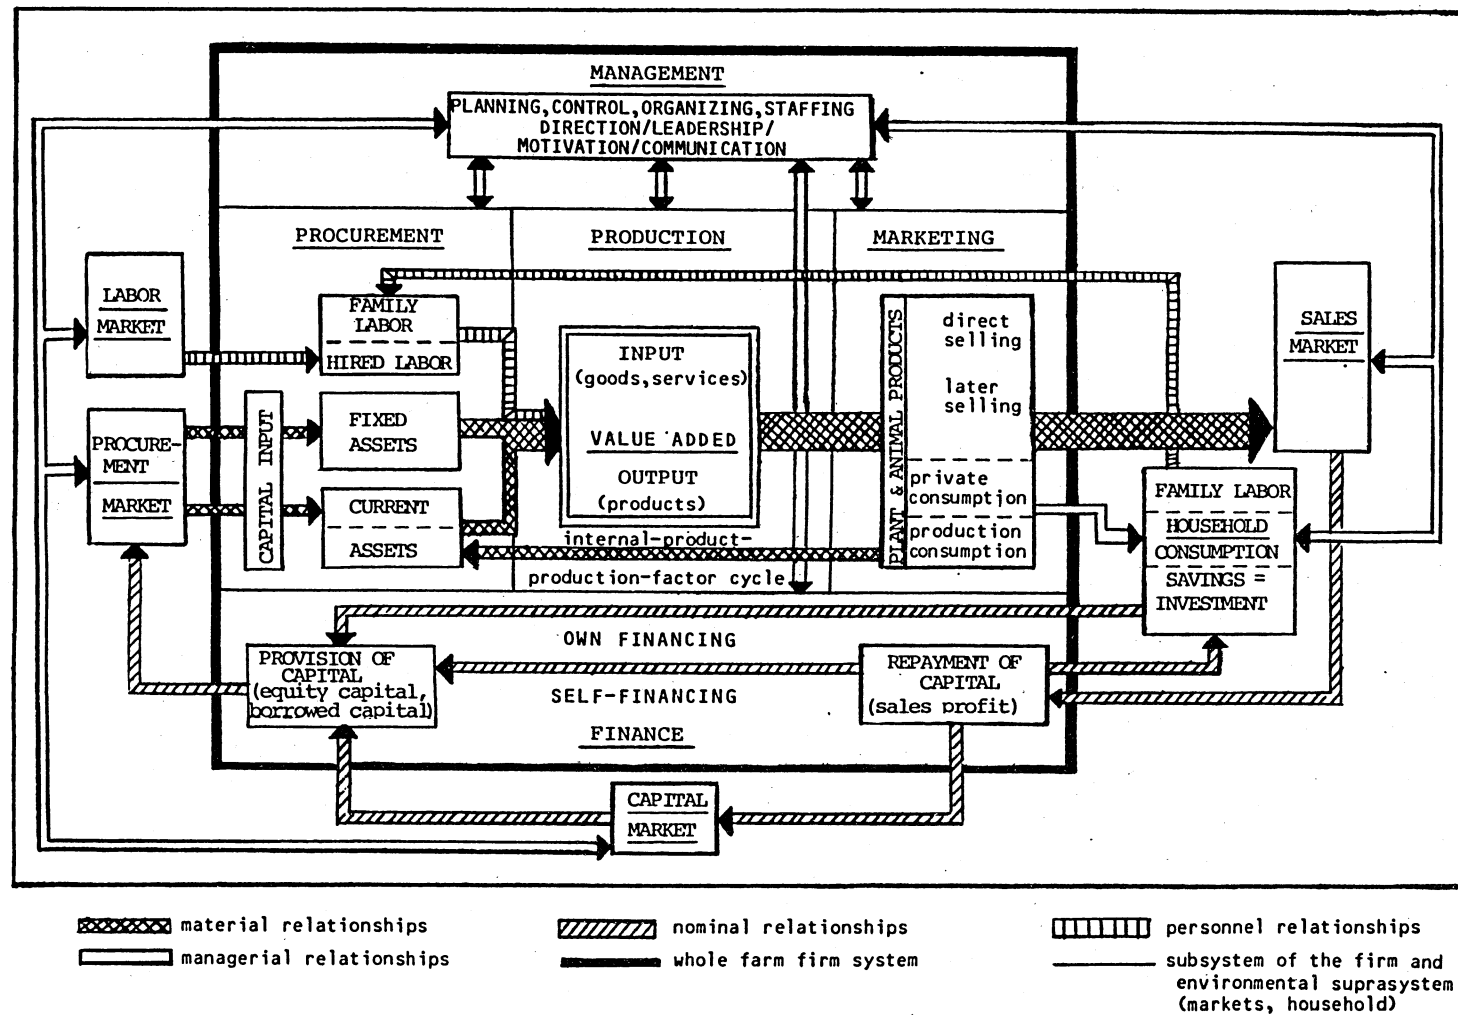 MANAGEMENT
PLANNING,CONTROL,ORGANIZING,STAFFING
DIRECTION/LEADERSHIP/
MOTIVATION/COMMUNICATION
PROCUREMENT
PRODUCTION
MARKETING
LABOR
MARKET
FAMILY
LABOR
HIRED LABOR
PROCURE-
MENT
MARKET
CAPITAL INPUT
FIXED
ASSETS
CURRENT
ASSETS
INPUT
(goods,services)
VALUE ADDED
OUTPUT
(products)
internal-product-
production-factor cycle
PLANT & ANIMAL PRODUCTS
direct
selling
later
selling
private
consumption
production
consumption
SALES
MARKET
FAMILY LABOR
HOUSEHOLD
CONSUMPTION
SAVINGS =
INVESTMENT
OWN FINANCING
PROVISION OF
CAPITAL
(equity capital,
borrowed capital)
SELF-FINANCING
REPAYMENT OF
CAPITAL
(sales profit)
FINANCE
CAPITAL
MARKET
material relationships
nominal relationships
personnel relationships
managerial relationships
whole farm firm system
subsystem of the firm and
environmental suprasystem
(markets, household)